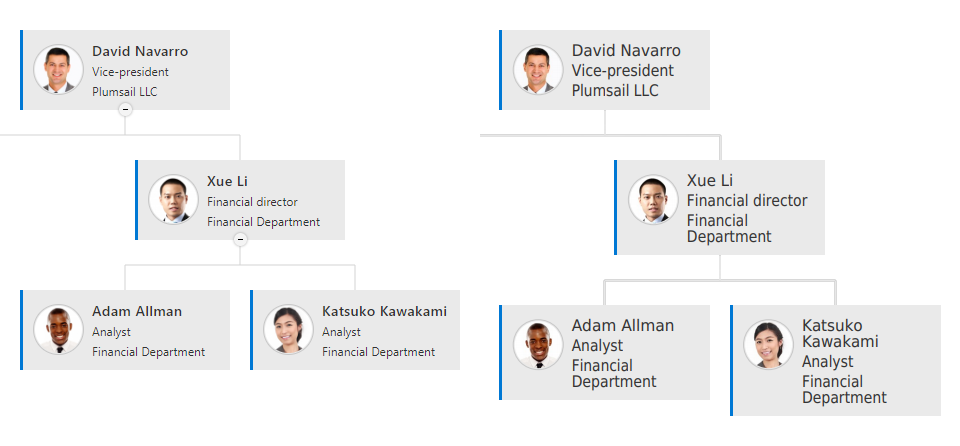 David Navarro
Vice-president
Plumsail LLC
Xue Li
Financial director
Financial Department
Adam Allman
Analyst
Financial Department
Katsuko Kawakami
Analyst
Financial Department
David Navarro
Vice-president
Plumsail LLC
Xue Li
Financial director
Financial
Department
Adam Allman
Analyst
Financial
Department
Katsuko
Kawakami
Analyst
Financial
Department